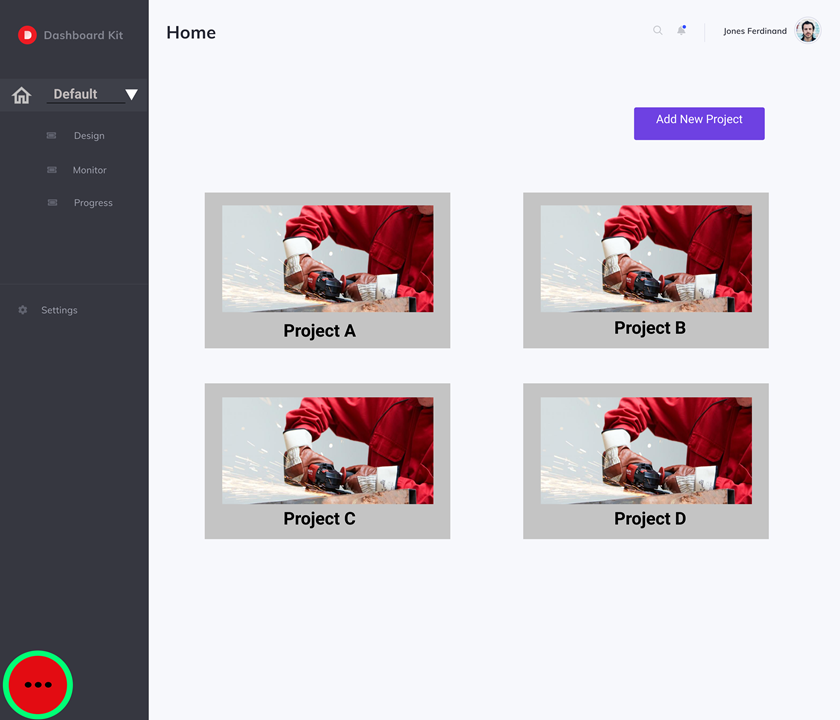 Dashboard Kit
Home
Jones Ferdinand
Default
Design
Monitor
Progress
Settings
Add New Project
Project A
Project B
Project C
Project D